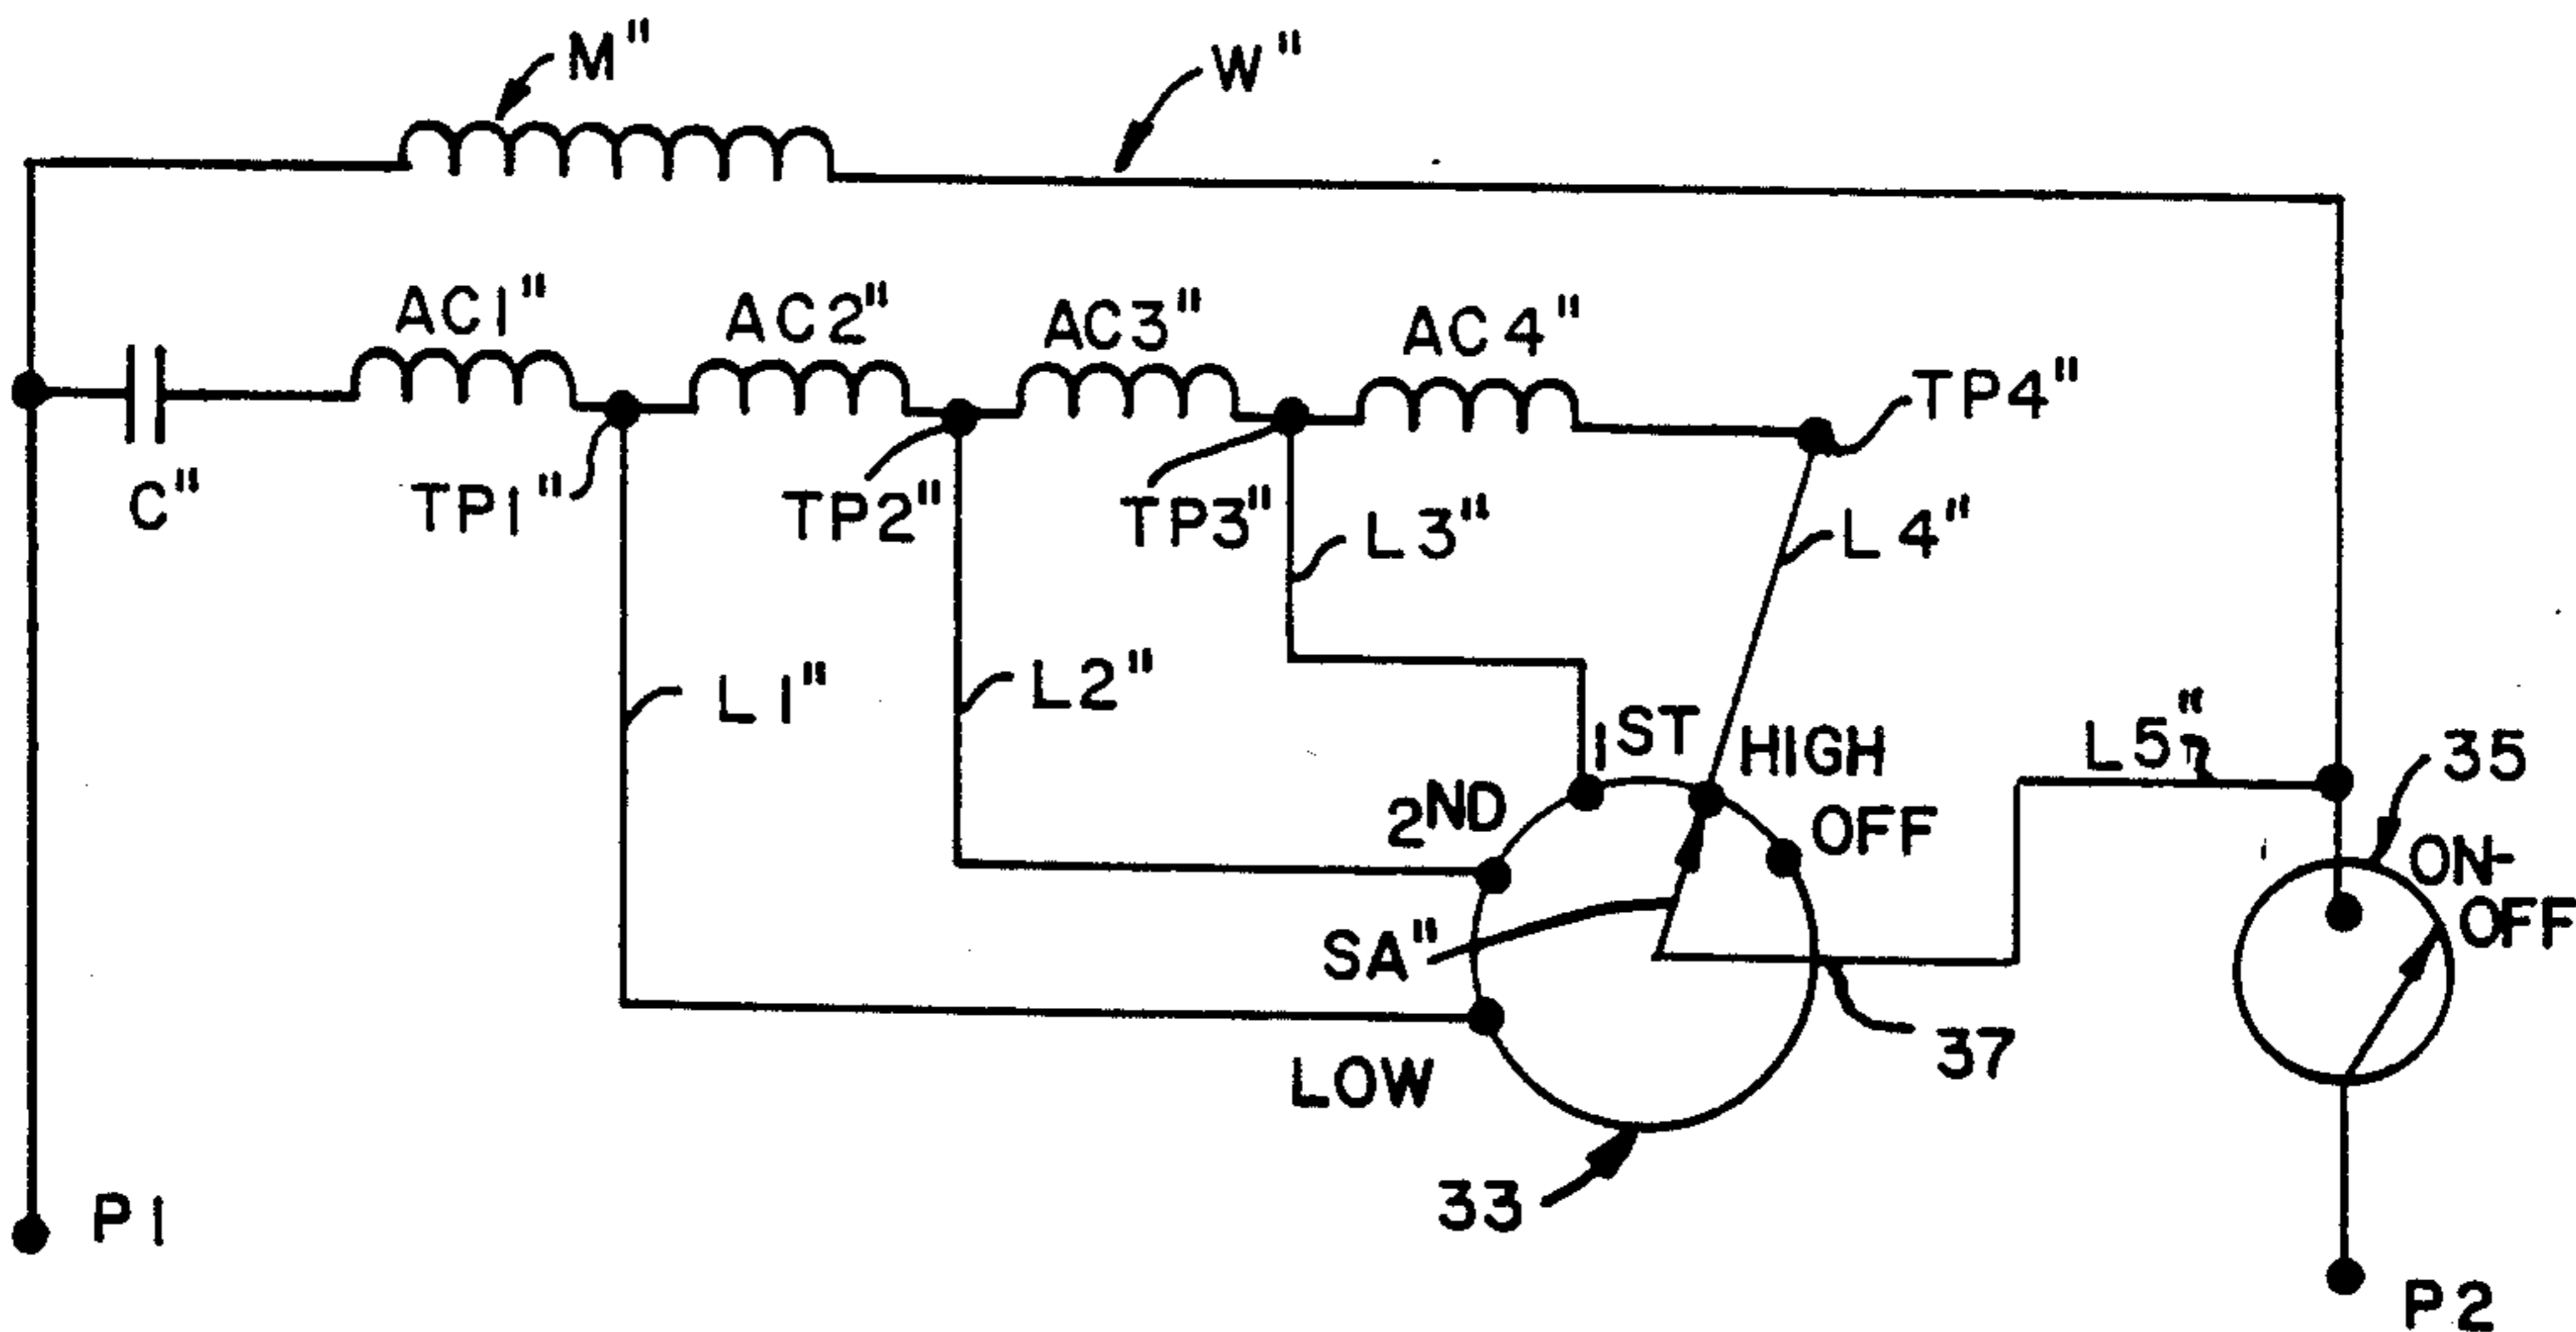 M"
W"
AC1"
AC2"
AC3"
AC4"
TP4"
C"
TP1"
TP2"
TP3"
L3"
L4"
L1"
L2"
1ST
HIGH
L5"
35
2ND
OFF
ON-
OFF
SA"
37
LOW
33
P1
P2